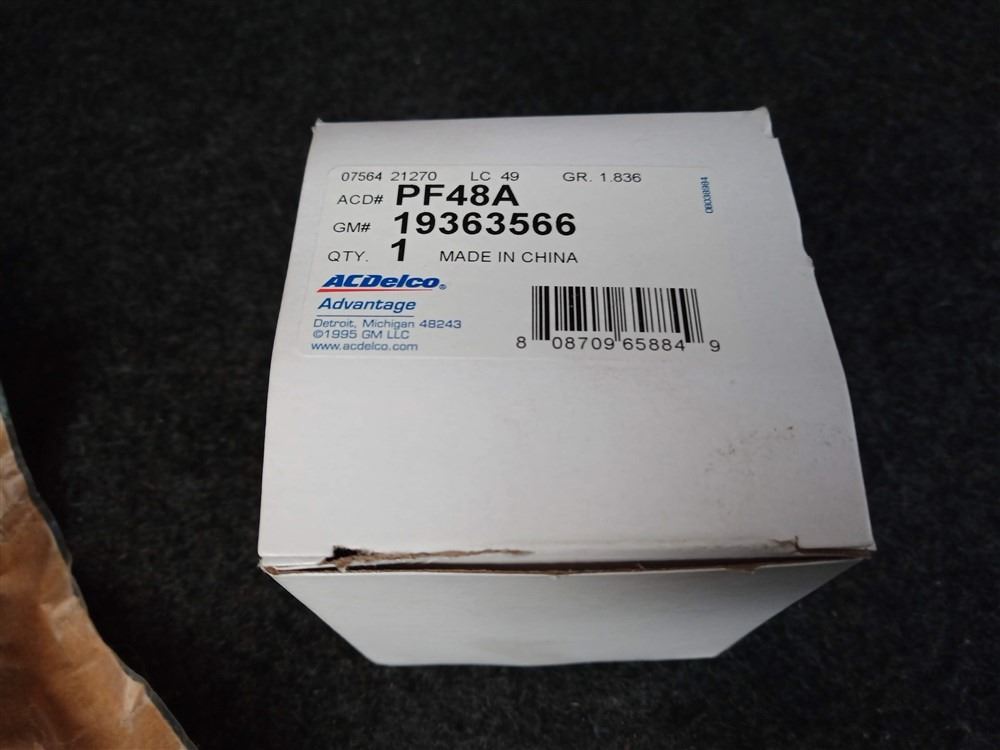 07564 21270 LC 49 GR. 1.836
ACD# PF48A
GM# 19363566
QTY. 1 MADE IN CHINA
ACDelco®
Advantage
Detroit, Michigan 48243
©1995 GM LLC
www.acdelco.com
8 08709 65884 9